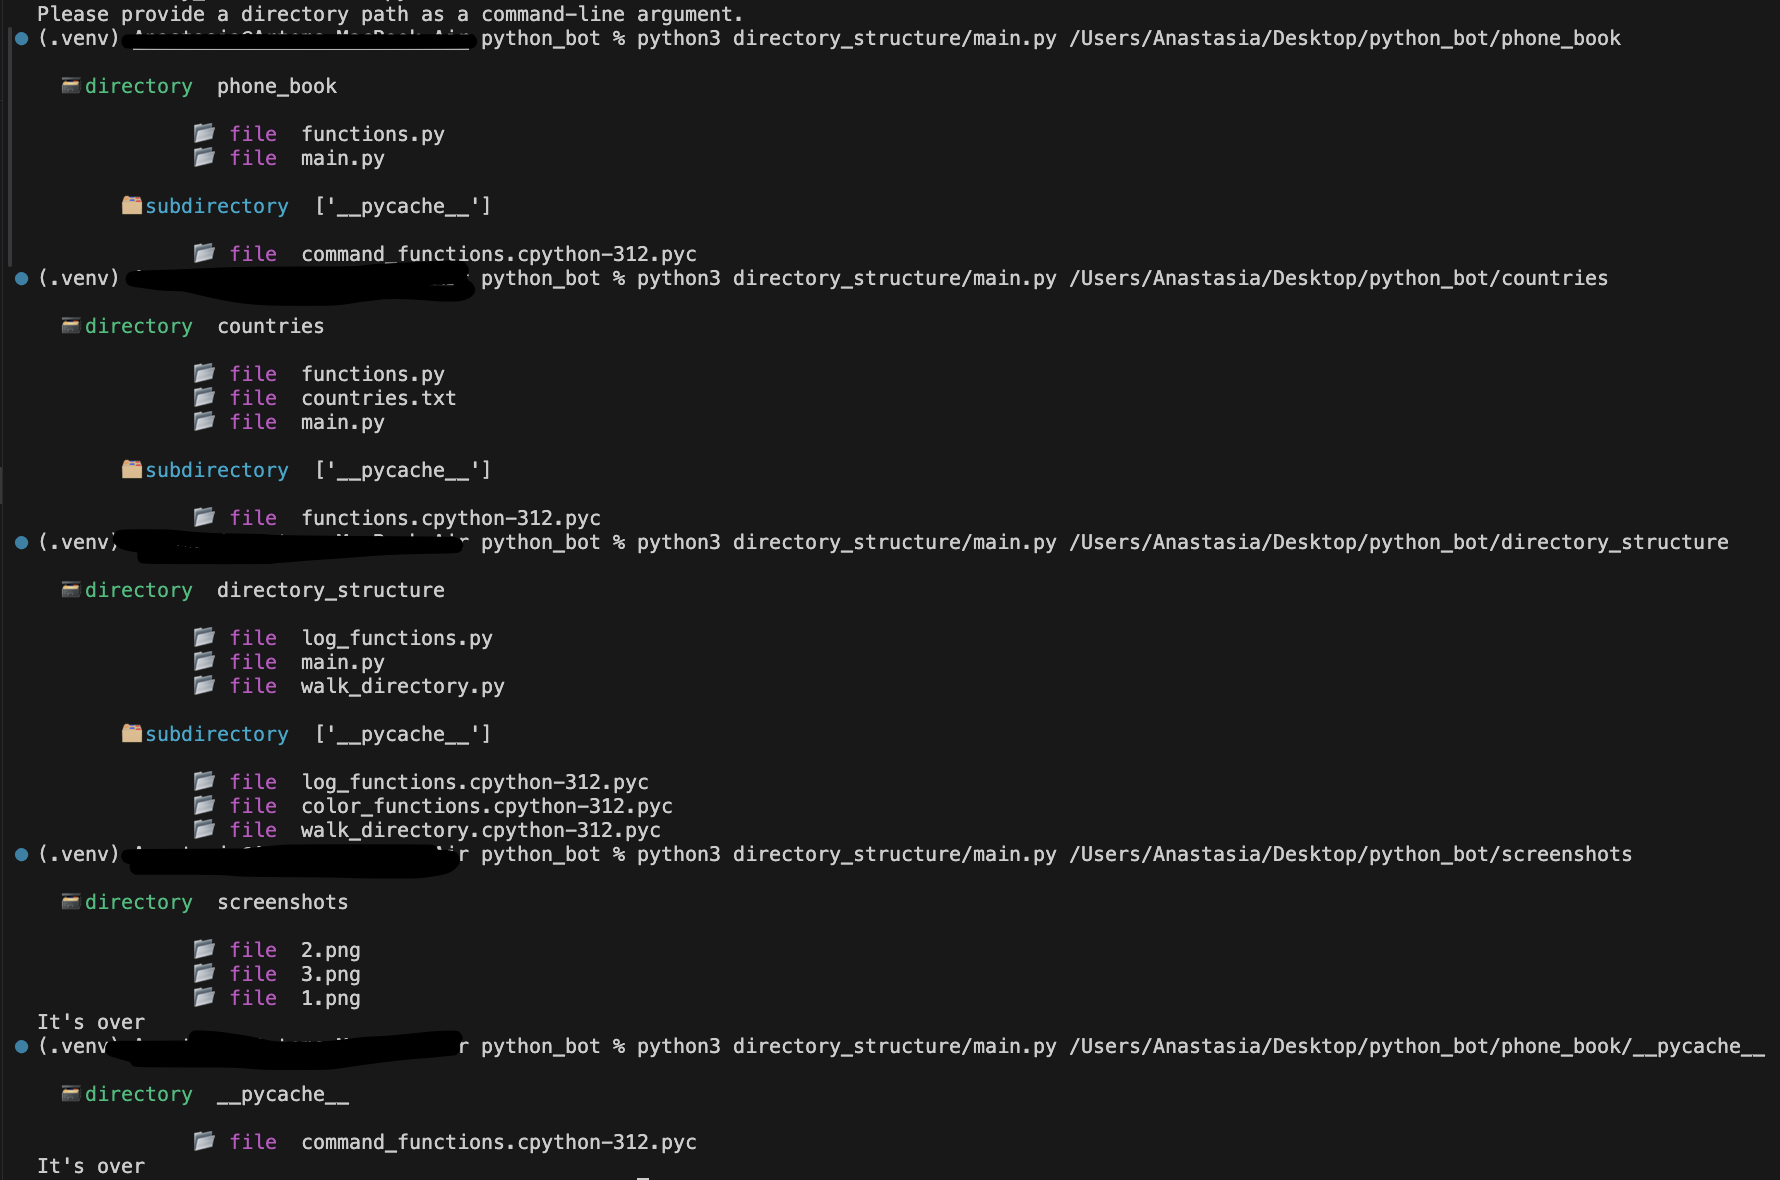 Please provide a directory path as a command-line argument.
(.venv) python_bot % python3 directory_structure/main.py /Users/Anastasia/Desktop/python_bot/phone_book
directory phone_book
file functions.py
file main.py
subdirectory ['__pycache__']
file command_functions.cpython-312.pyc
(.venv) python_bot % python3 directory_structure/main.py /Users/Anastasia/Desktop/python_bot/countries
directory countries
file functions.py
file countries.txt
file main.py
subdirectory ['__pycache__']
file functions.cpython-312.pyc
(.venv) python_bot % python3 directory_structure/main.py /Users/Anastasia/Desktop/python_bot/directory_structure
directory directory_structure
file log_functions.py
file main.py
file walk_directory.py
subdirectory ['__pycache__']
file log_functions.cpython-312.pyc
file color_functions.cpython-312.pyc
file walk_directory.cpython-312.pyc
(.venv) python_bot % python3 directory_structure/main.py /Users/Anastasia/Desktop/python_bot/screenshots
directory screenshots
file 2.png
file 3.png
file 1.png
It's over
(.venv) python_bot % python3 directory_structure/main.py /Users/Anastasia/Desktop/python_bot/phone_book/__pycache__
directory __pycache__
file command_functions.cpython-312.pyc
It's over